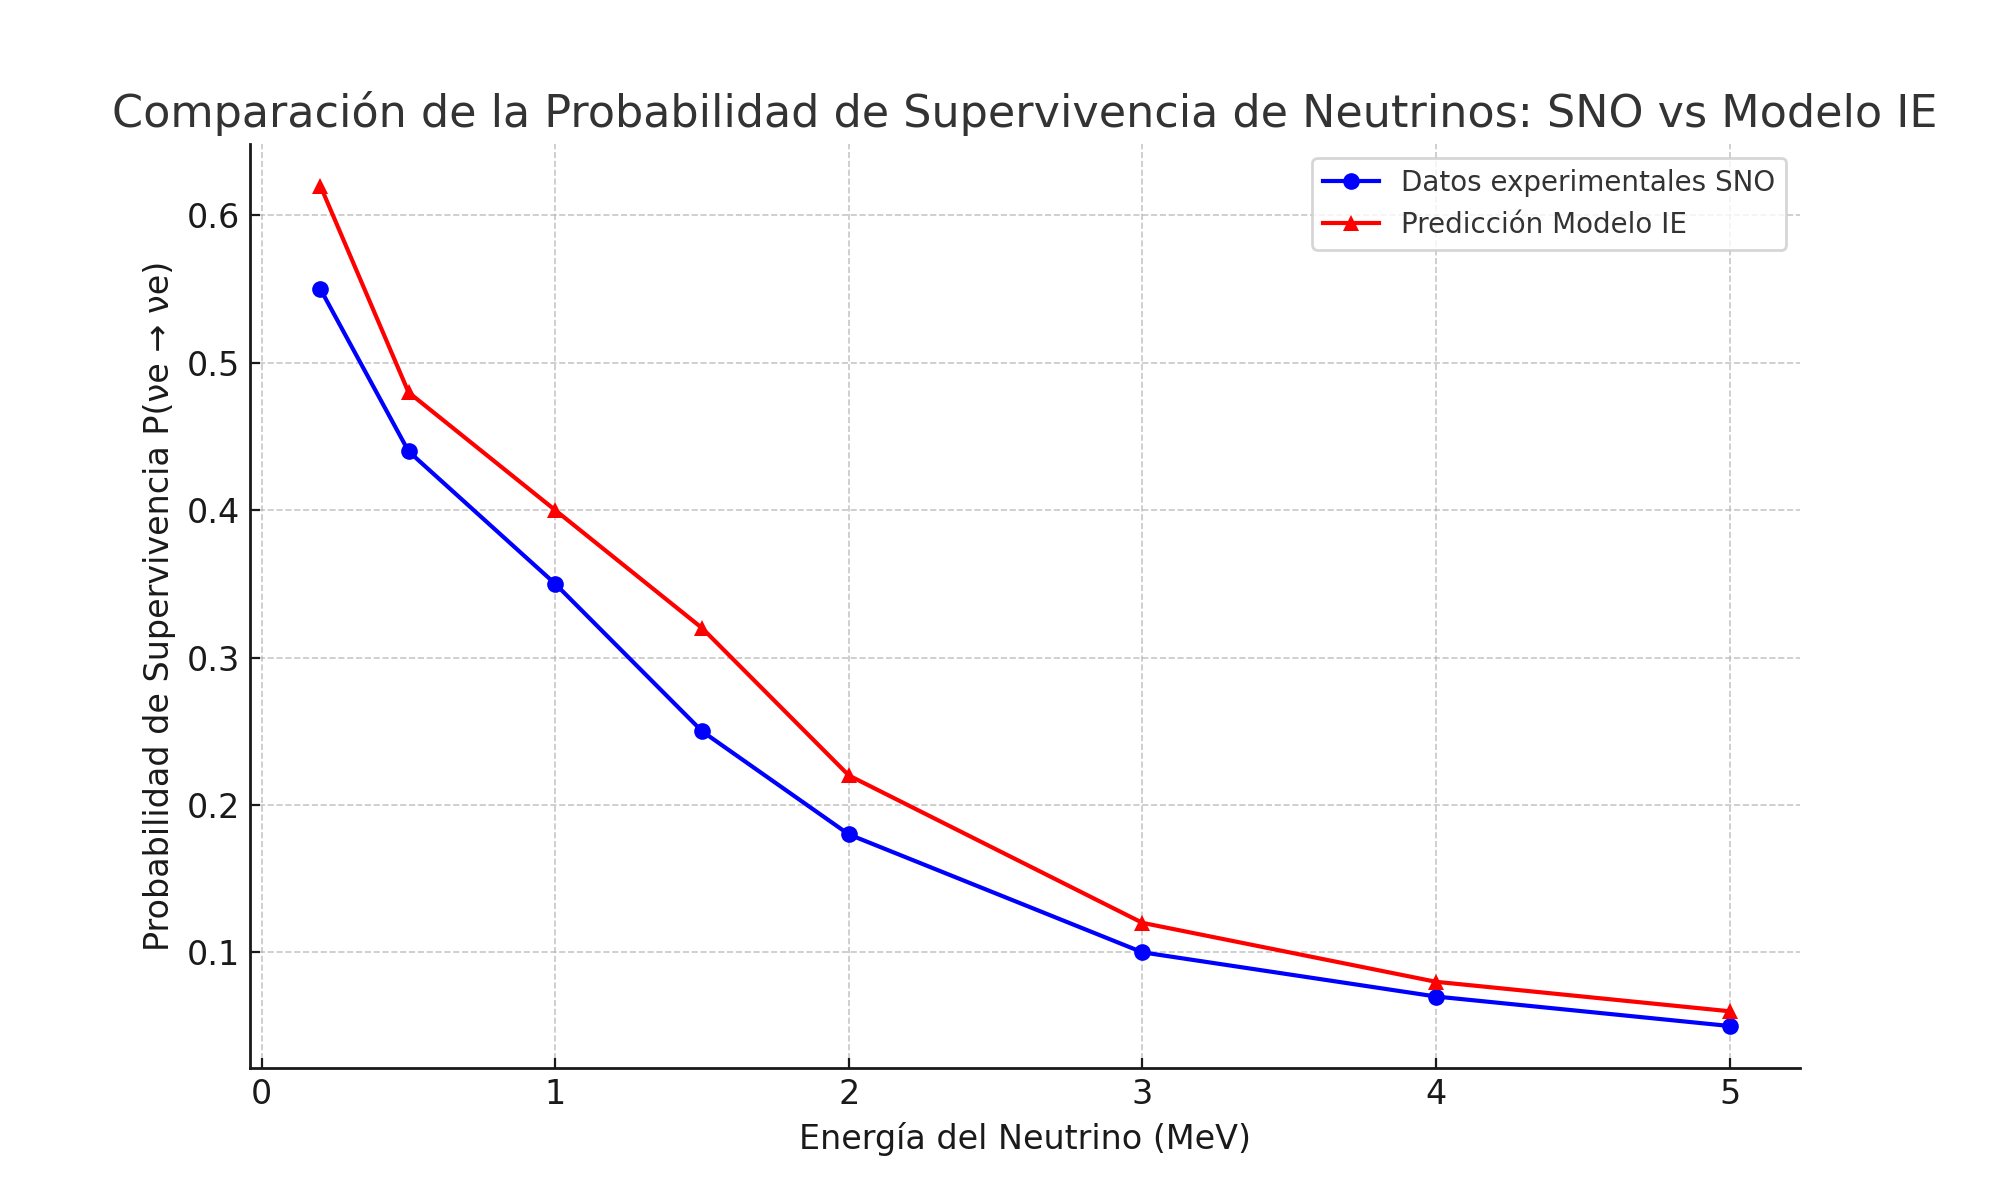 Comparación de la Probabilidad de Supervivencia de Neutrinos: SNO vs Modelo IE
Datos experimentales SNO
Predicción Modelo IE
Probabilidad de Supervivencia P(νe → νe)
0.6
0.5
0.4
0.3
0.2
0.1
0 1 2 3 4 5
Energía del Neutrino (MeV)